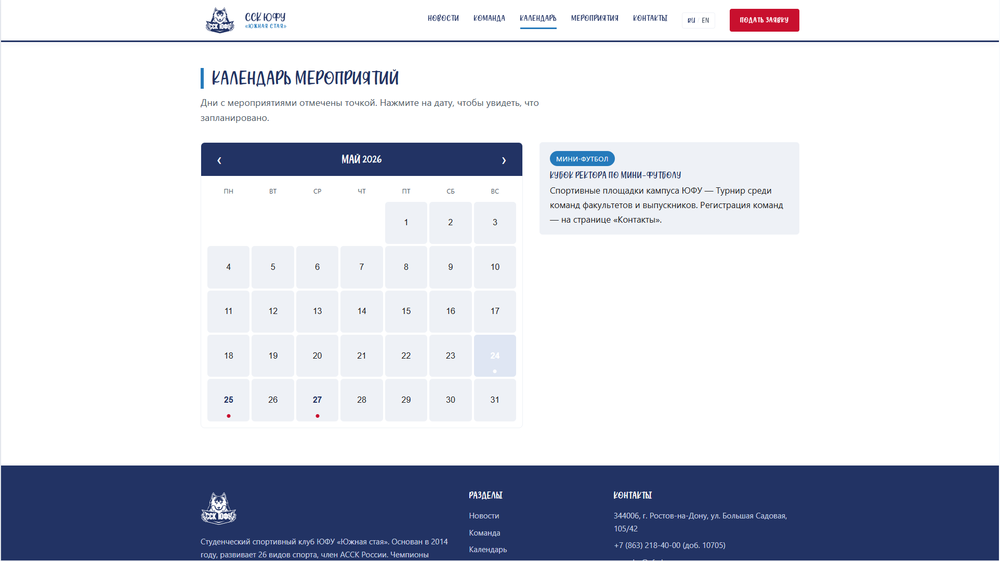 ССК ЮФУ
ССК ЮФУ
«ЮЖНАЯ СТАЯ»
НОВОСТИ
КОМАНДА
КАЛЕНДАРЬ
МЕРОПРИЯТИЯ
КОНТАКТЫ
RU / EN
ПОДАТЬ ЗАЯВКУ
КАЛЕНДАРЬ МЕРОПРИЯТИЙ
Дни с мероприятиями отмечены точкой. Нажмите на дату, чтобы увидеть, что
запланировано.
❮ МАЙ 2026 ❯
ПН ВТ СР ЧТ ПТ СБ ВС
1 2 3
4 5 6 7 8 9 10
11 12 13 14 15 16 17
18 19 20 21 22 23 24
25 26 27 28 29 30 31
МИНИ-ФУТБОЛ
КУБОК РЕКТОРА ПО МИНИ-ФУТБОЛУ
Спортивные площадки кампуса ЮФУ — Турнир среди
команд факультетов и выпускников. Регистрация команд
— на странице «Контакты».
ССК ЮФУ
Студенческий спортивный клуб ЮФУ «Южная стая». Основан в 2014
году, развивает 26 видов спорта, член АССК России. Чемпионы
РАЗДЕЛЫ
Новости
Команда
Календарь
КОНТАКТЫ
344006, г. Ростов-на-Дону, ул. Большая Садовая,
105/42
+7 (863) 218-40-00 (доб. 10705)